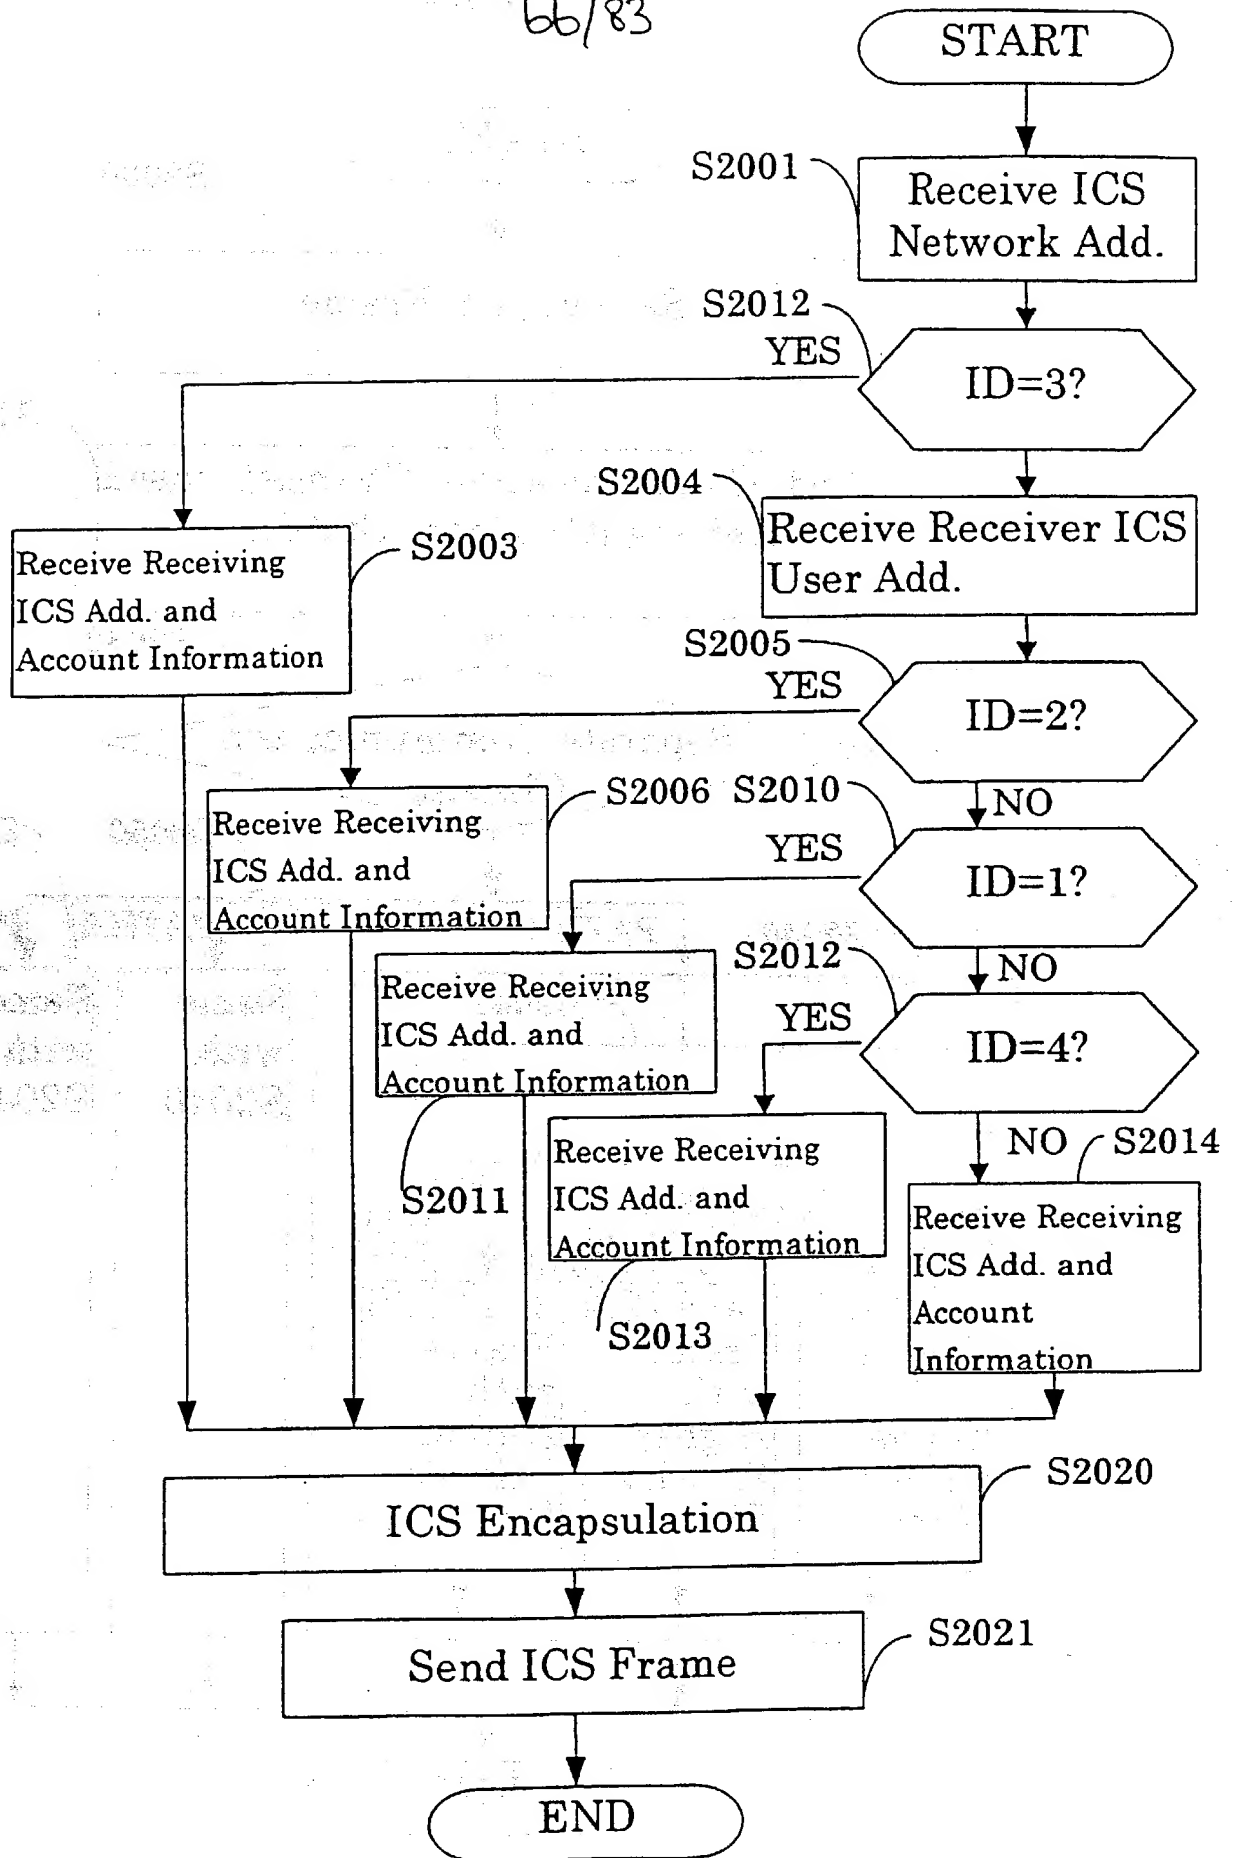 66/83
START
S2001
Receive ICS
Network Add.
S2012
YES
ID=3?
S2004
Receive Receiver ICS
User Add.
S2003
Receive Receiving
ICS Add. and
Account Information
S2005
YES
ID=2?
NO
S2006
Receive Receiving
ICS Add. and
Account Information
S2010
YES
ID=1?
NO
Receive Receiving
ICS Add. and
Account Information
S2011
S2012
YES
ID=4?
NO
Receive Receiving
ICS Add. and
Account Information
S2013
S2014
Receive Receiving
ICS Add. and
Account
Information
S2020
ICS Encapsulation
S2021
Send ICS Frame
END